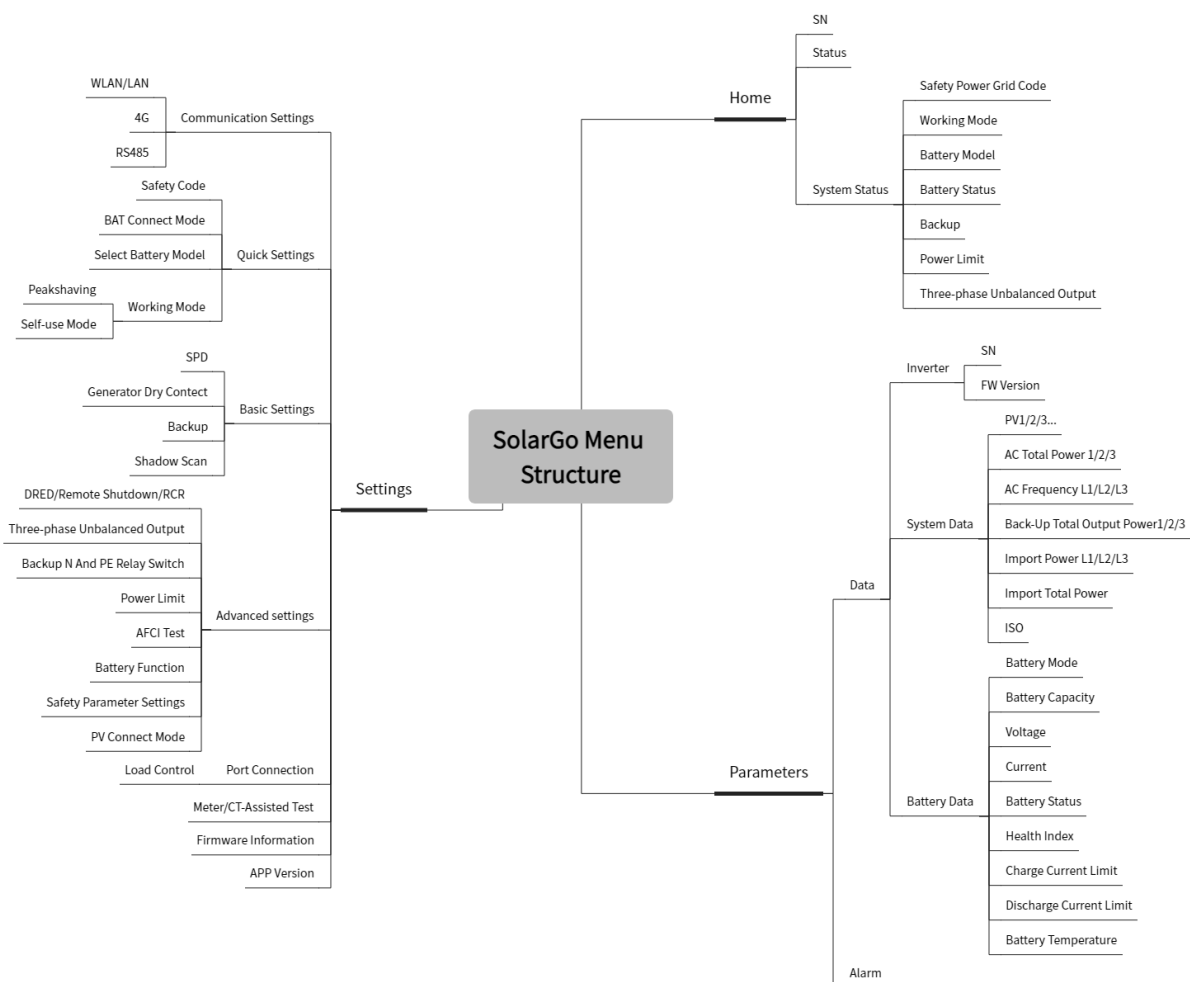 SolarGo Menu
Structure
Home
SN
Status
System Status
Safety Power Grid Code
Working Mode
Battery Model
Battery Status
Backup
Power Limit
Three-phase Unbalanced Output
Parameters
Data
Inverter
SN
FW Version
System Data
PV1/2/3...
AC Total Power 1/2/3
AC Frequency L1/L2/L3
Back-Up Total Output Power1/2/3
Import Power L1/L2/L3
Import Total Power
ISO
Battery Data
Battery Mode
Battery Capacity
Voltage
Current
Battery Status
Health Index
Charge Current Limit
Discharge Current Limit
Battery Temperature
Alarm
Settings
Communication Settings
WLAN/LAN
4G
RS485
Quick Settings
Safety Code
BAT Connect Mode
Select Battery Model
Working Mode
Peakshaving
Self-use Mode
Basic Settings
SPD
Generator Dry Contect
Backup
Shadow Scan
Advanced settings
DRED/Remote Shutdown/RCR
Three-phase Unbalanced Output
Backup N And PE Relay Switch
Power Limit
AFCI Test
Battery Function
Safety Parameter Settings
PV Connect Mode
Port Connection
Load Control
Meter/CT-Assisted Test
Firmware Information
APP Version